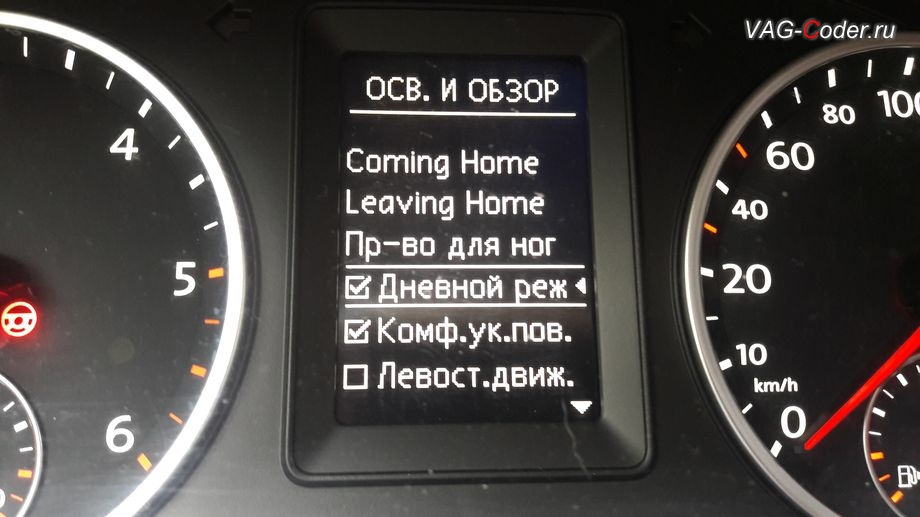 VAG-Coder.ru
ОСВ. И ОБЗОР
Coming Home
Leaving Home
Пр-во для ног
Дневной реж
Комф.ук.пов.
Левост.движ.
4
5
6
100
80
60
40
20
10
km/h
0